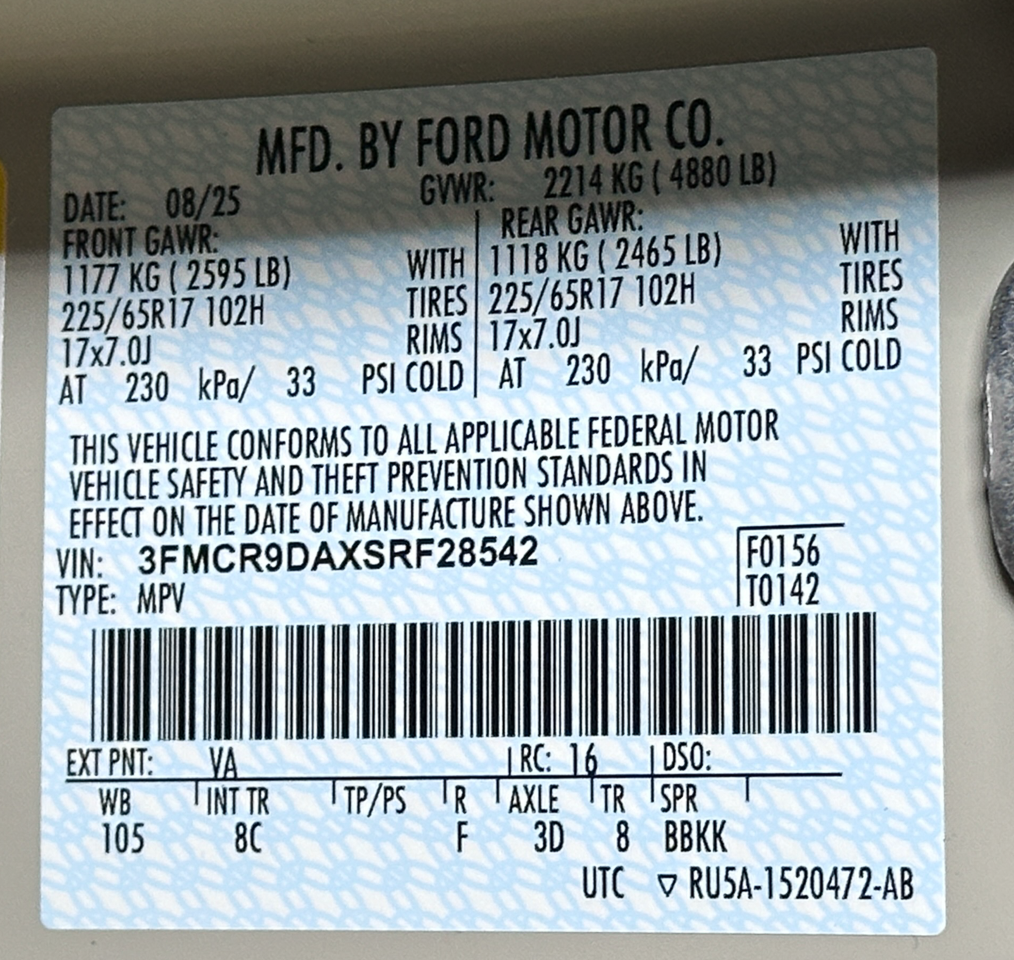 MFD. BY FORD MOTOR CO.
DATE: 08/25 GVWR: 2214 KG ( 4880 LB)
FRONT GAWR: REAR GAWR:
1177 KG ( 2595 LB) WITH 1118 KG ( 2465 LB) WITH
225/65R17 102H TIRES 225/65R17 102H TIRES
17x7.0J RIMS 17x7.0J RIMS
AT 230 kPa/ 33 PSI COLD AT 230 kPa/ 33 PSI COLD
THIS VEHICLE CONFORMS TO ALL APPLICABLE FEDERAL MOTOR
VEHICLE SAFETY AND THEFT PREVENTION STANDARDS IN
EFFECT ON THE DATE OF MANUFACTURE SHOWN ABOVE.
VIN: 3FMCR9DAXSRF28542 F0156
TYPE: MPV T0142
EXT PNT: VA RC: 16 DSO:
WB INT TR TP/PS R AXLE TR SPR
105 8C F 3D 8 BBKK
UTC ▽ RU5A-1520472-AB